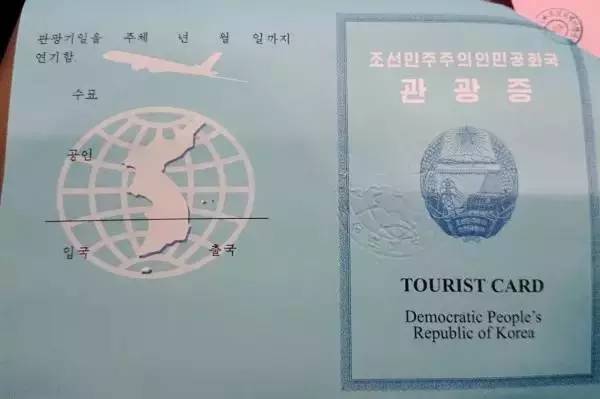 관광기일을 주체 년 월 일까지
연기함.
수표
공인
입국 출국
조선민주주의인민공화국
관광증
TOURIST CARD
Democratic People's
Republic of Korea